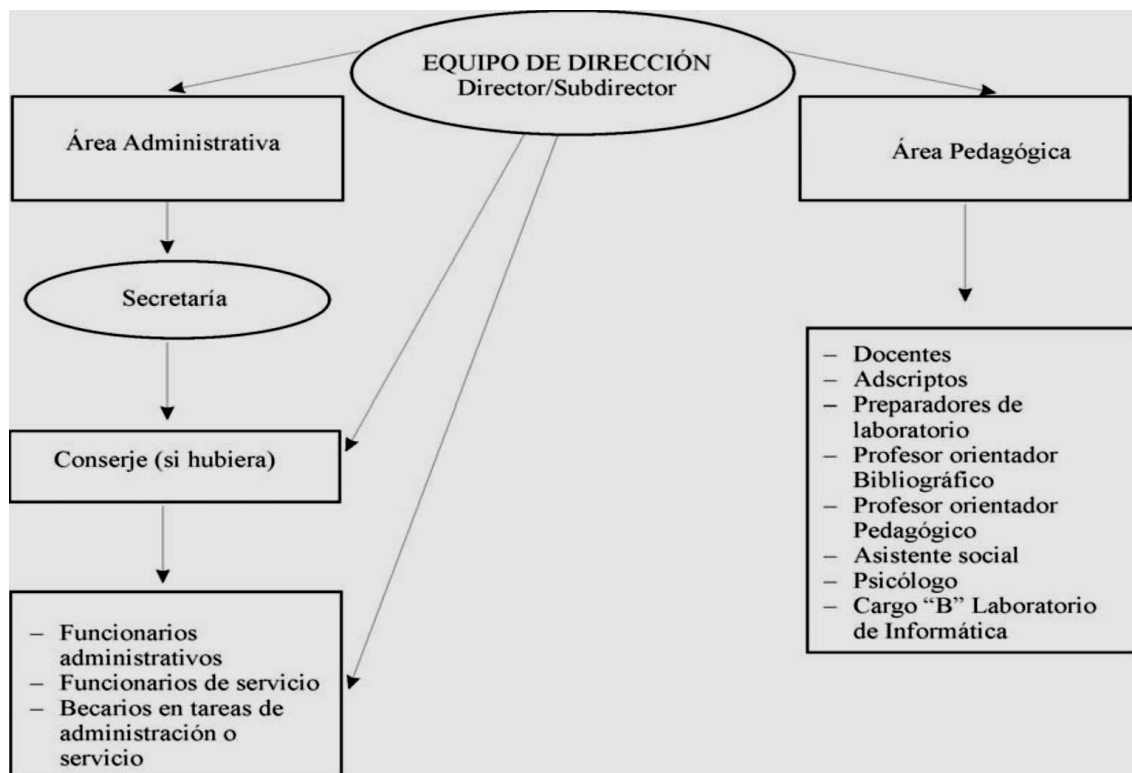 EQUIPO DE DIRECCIÓN
Director/Subdirector
Área Administrativa
Área Pedagógica
Secretaría
Conserje (si hubiera)
– Funcionarios
administrativos
– Funcionarios de servicio
– Becarios en tareas de
administración o
servicio
– Docentes
– Adscriptos
– Preparadores de
laboratorio
– Profesor orientador
Bibliográfico
– Profesor orientador
Pedagógico
– Asistente social
– Psicólogo
– Cargo “B” Laboratorio
de Informática